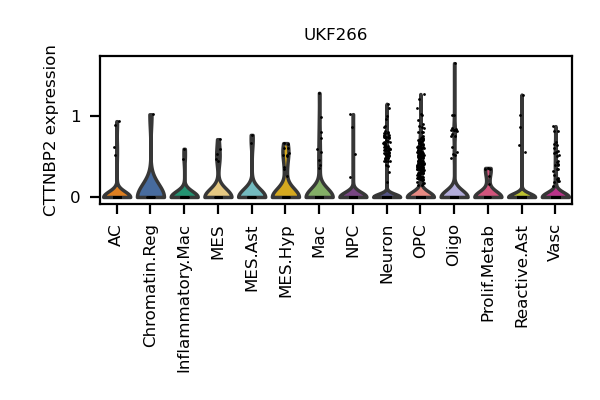 UKF266
CTTNBP2 expression
1
0
AC
Chromatin.Reg
Inflammatory.Mac
MES
MES.Ast
MES.Hyp
Mac
NPC
Neuron
OPC
Oligo
Prolif.Metab
Reactive.Ast
Vasc